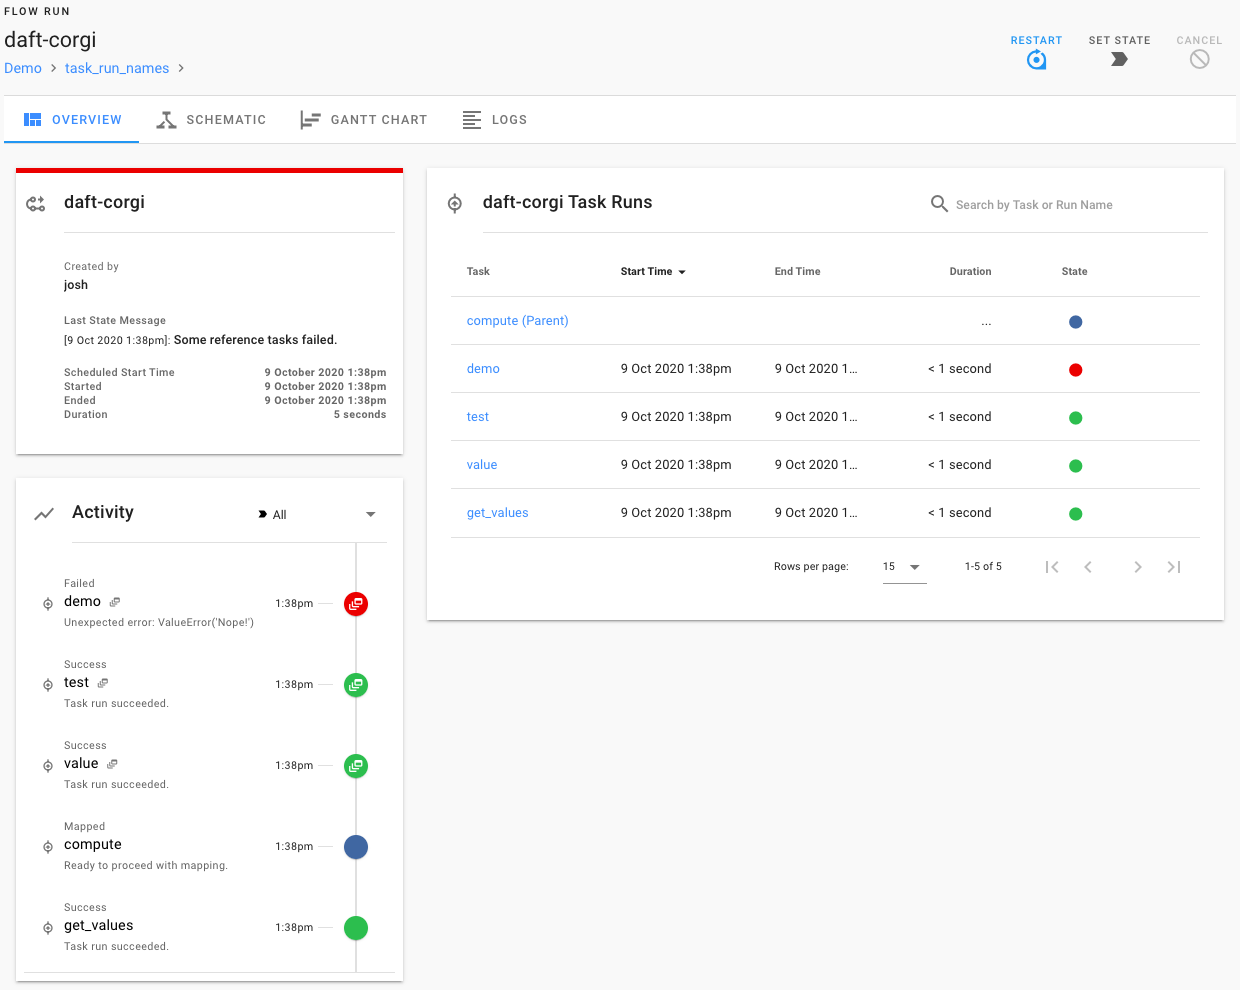 FLOW RUN
daft-corgi
Demo > task_run_names >
RESTART SET STATE CANCEL
OVERVIEW SCHEMATIC GANTT CHART LOGS
daft-corgi
Created by
josh
Last State Message
[9 Oct 2020 1:38pm]: Some reference tasks failed.
Scheduled Start Time 9 October 2020 1:38pm
Started 9 October 2020 1:38pm
Ended 9 October 2020 1:38pm
Duration 5 seconds
Activity All
Failed
demo 1:38pm
Unexpected error: ValueError('Nope!')
Success
test 1:38pm
Task run succeeded.
Success
value 1:38pm
Task run succeeded.
Mapped
compute 1:38pm
Ready to proceed with mapping.
Success
get_values 1:38pm
Task run succeeded.
daft-corgi Task Runs Search by Task or Run Name
Task Start Time End Time Duration State
compute (Parent) ...
demo 9 Oct 2020 1:38pm 9 Oct 2020 1... < 1 second
test 9 Oct 2020 1:38pm 9 Oct 2020 1... < 1 second
value 9 Oct 2020 1:38pm 9 Oct 2020 1... < 1 second
get_values 9 Oct 2020 1:38pm 9 Oct 2020 1... < 1 second
Rows per page: 15 1-5 of 5